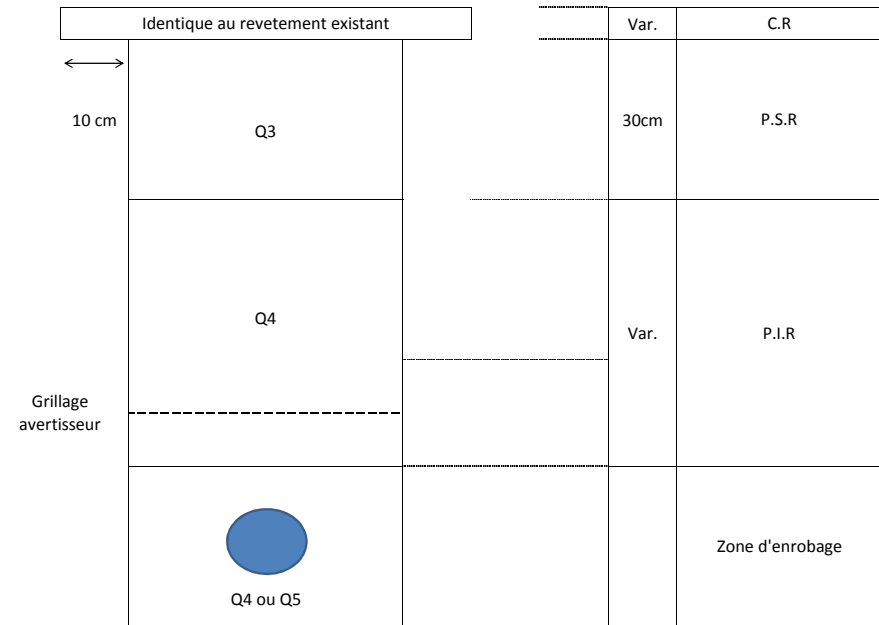 Identique au revetement existant
Var.
C.R
10 cm
Q3
30cm
P.S.R
Q4
Var.
P.I.R
Grillage
avertisseur
Zone d'enrobage
Q4 ou Q5